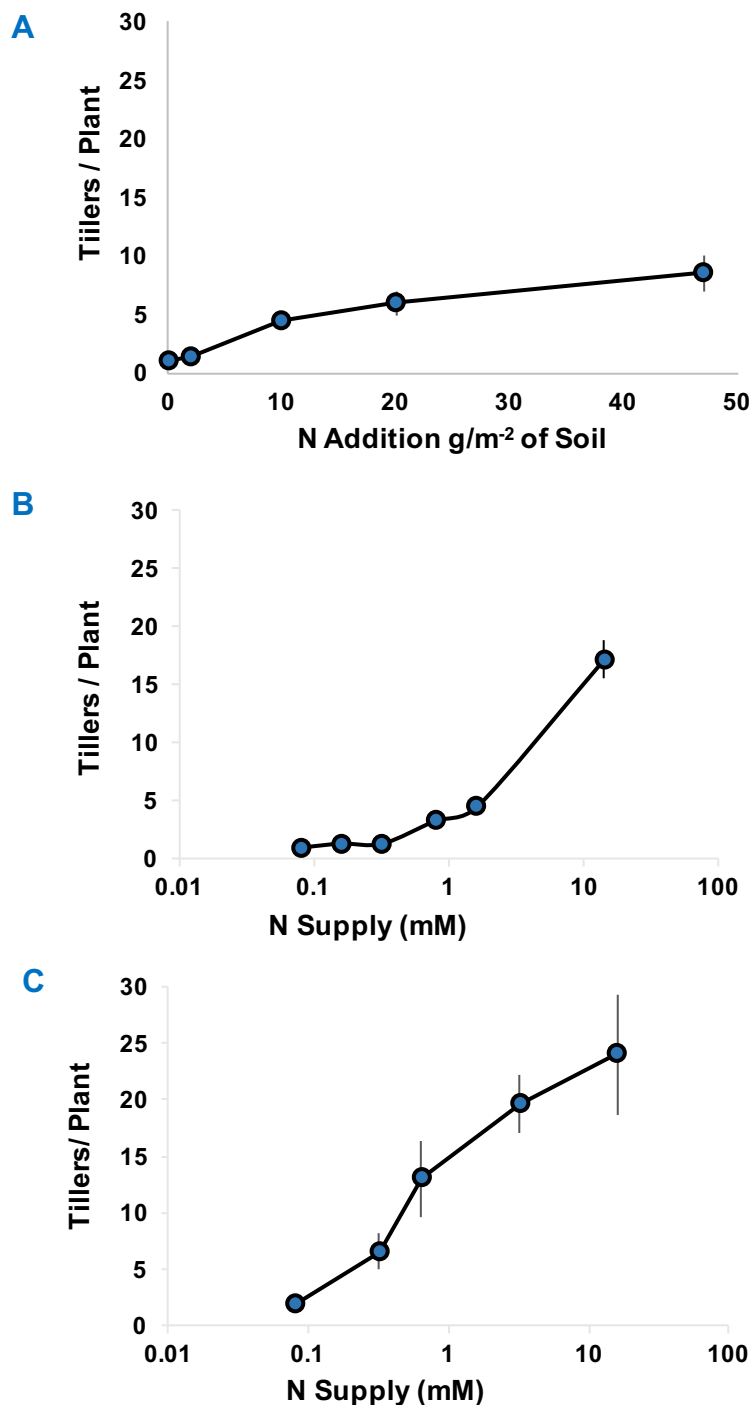 A
30
25
20
15
10
5
0
Tiilers / Plant
0 10 20 30 40 50
N Addition g/m-2 of Soil
B
30
25
20
15
10
5
0
Tillers / Plant
0.01 0.1 1 10 100
N Supply (mM)
C
30
25
20
15
10
5
0
Tillers/ Plant
0.01 0.1 1 10 100
N Supply (mM)